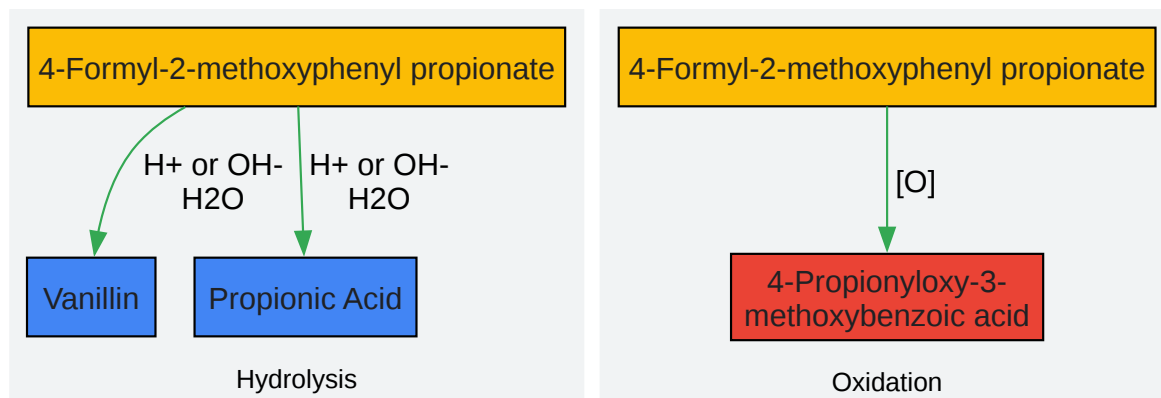 4-Formyl-2-methoxyphenyl propionate
H+ or OH-
H2O
H+ or OH-
H2O
Vanillin
Propionic Acid
Hydrolysis
4-Formyl-2-methoxyphenyl propionate
[O]
4-Propionyloxy-3-
methoxybenzoic acid
Oxidation